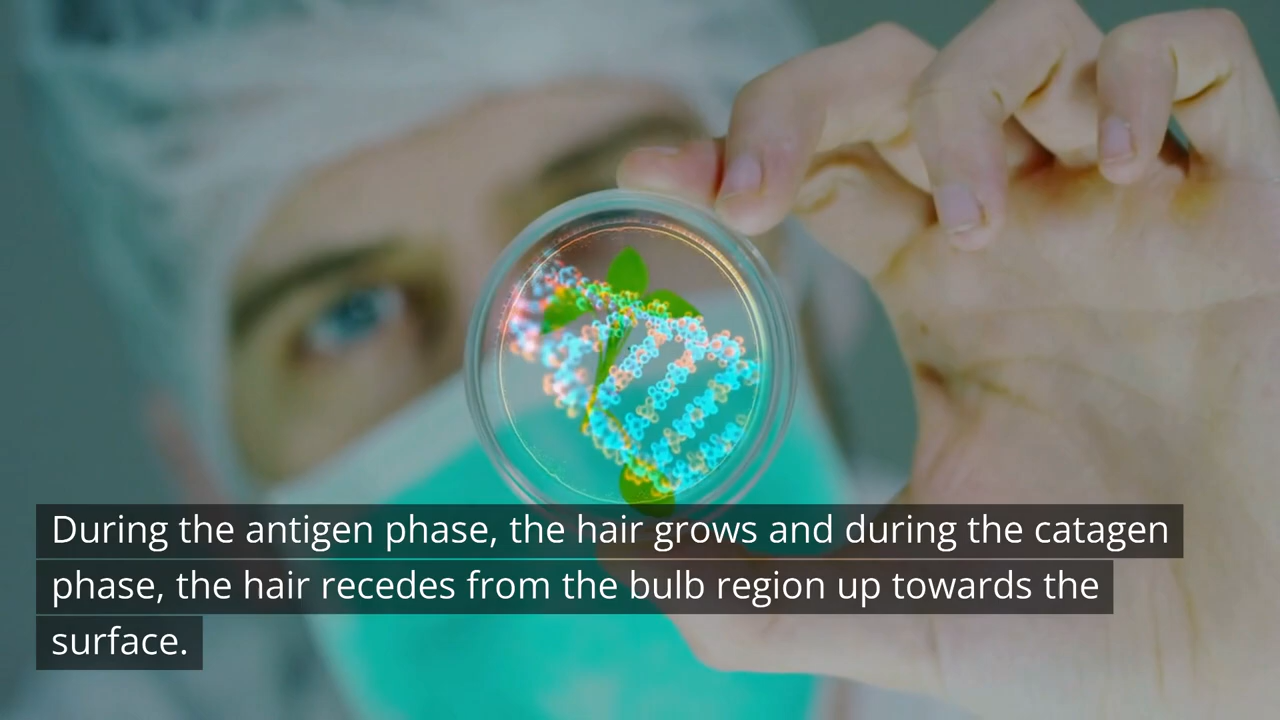 During the antigen phase, the hair grows and during the catagen
phase, the hair recedes from the bulb region up towards the
surface.